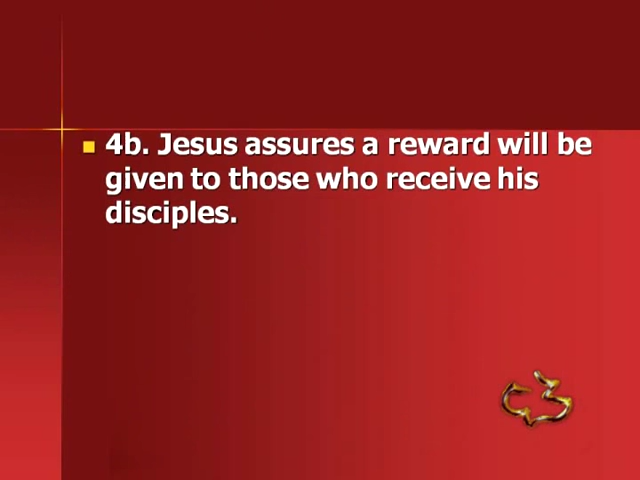 4b. Jesus assures a reward will be
given to those who receive his
disciples.